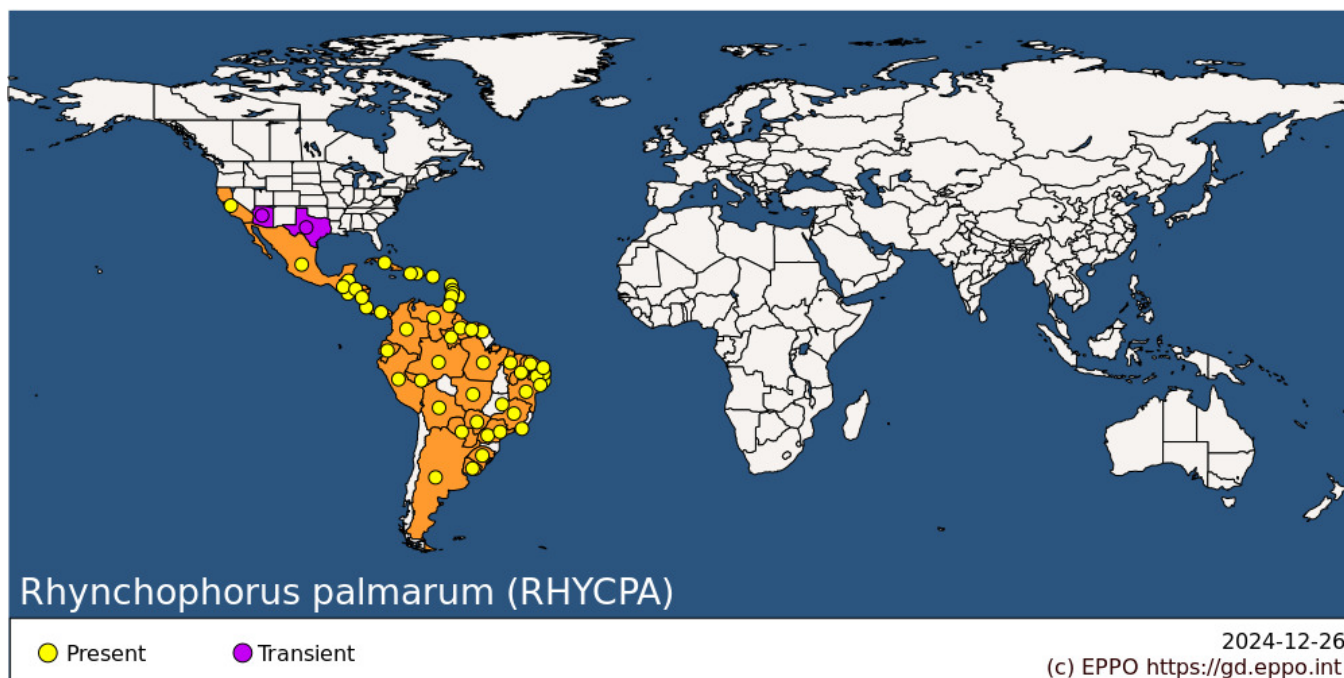 Rhynchophorus palmarum (RHYCPA)
Present
Transient
2024-12-26
(c) EPPO https://gd.eppo.int